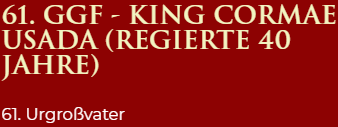 61. GGF - KING CORMAE
USADA (REGIERTE 40
JAHRE)
61. Urgroßvater